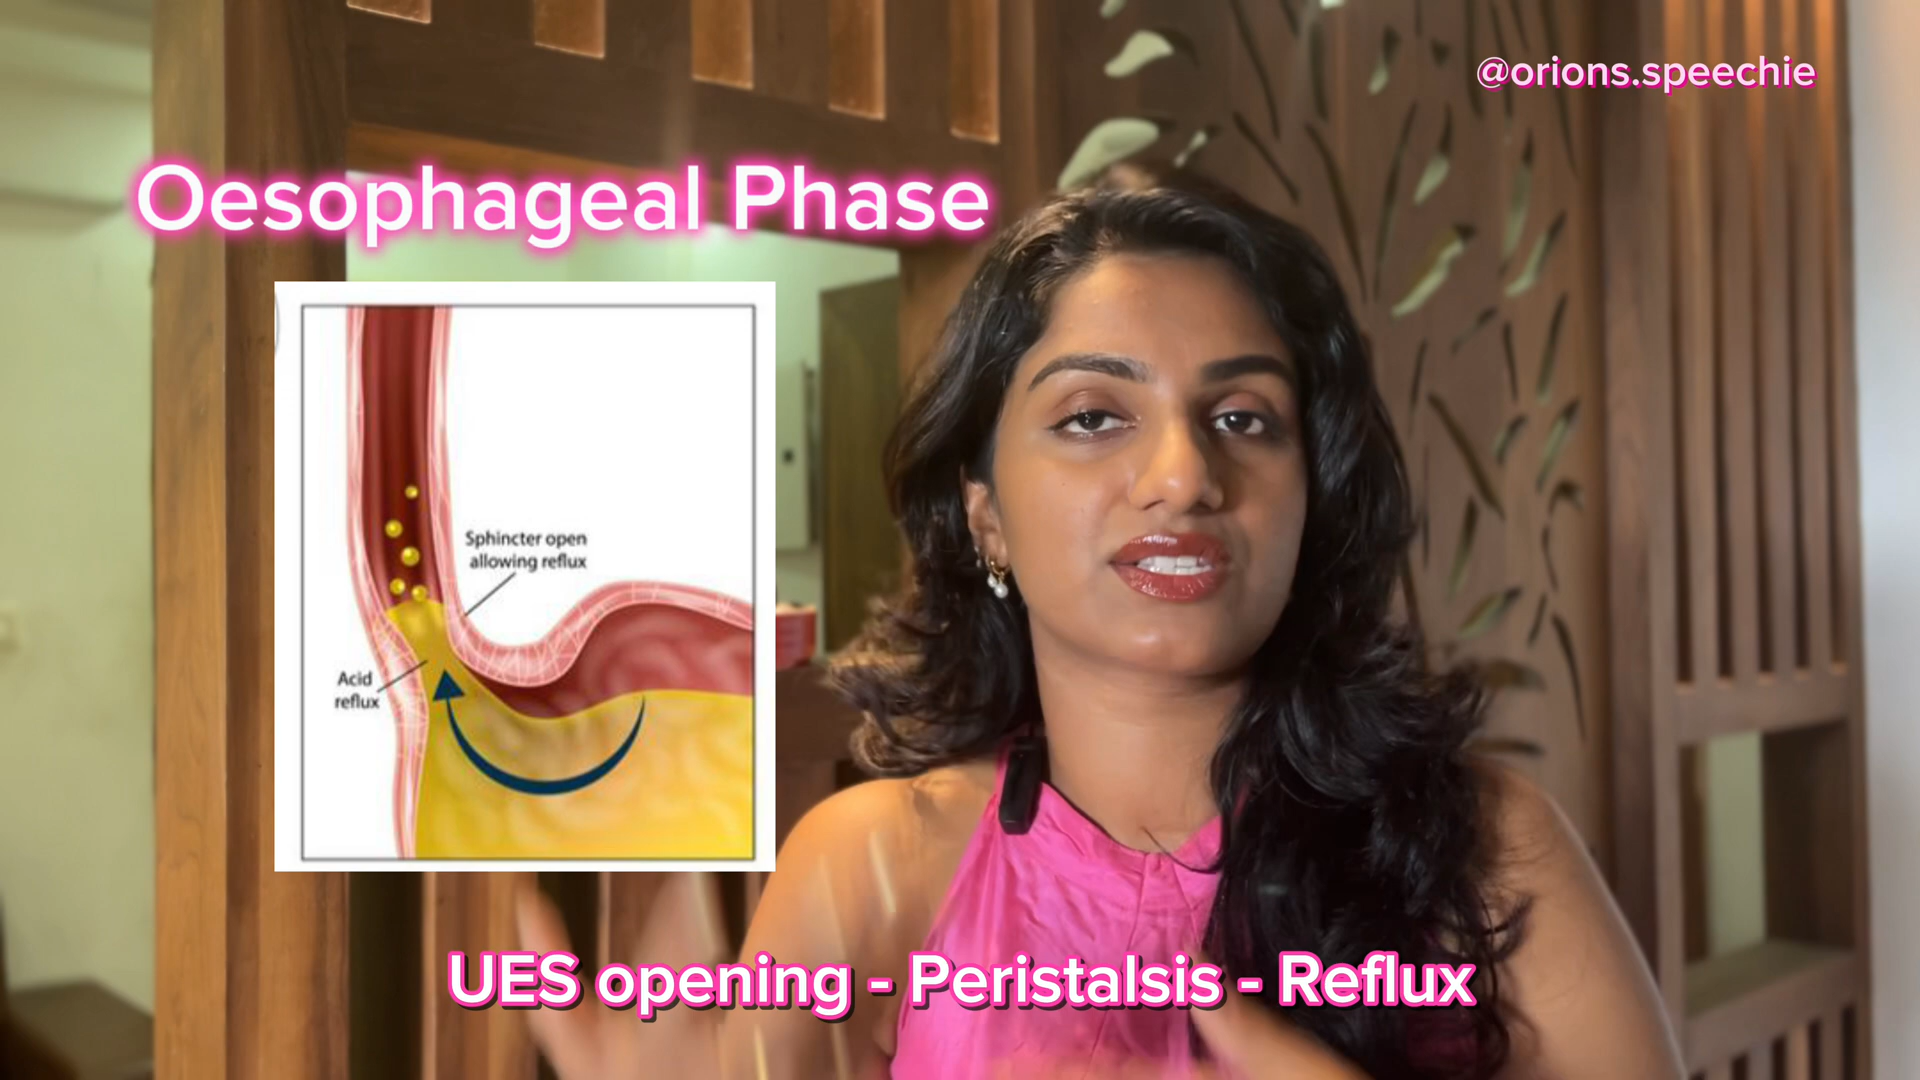 @orions.speechie
Oesophageal Phase
Sphincter open
allowing reflux
Acid
reflux
UES opening - Peristalsis - Reflux